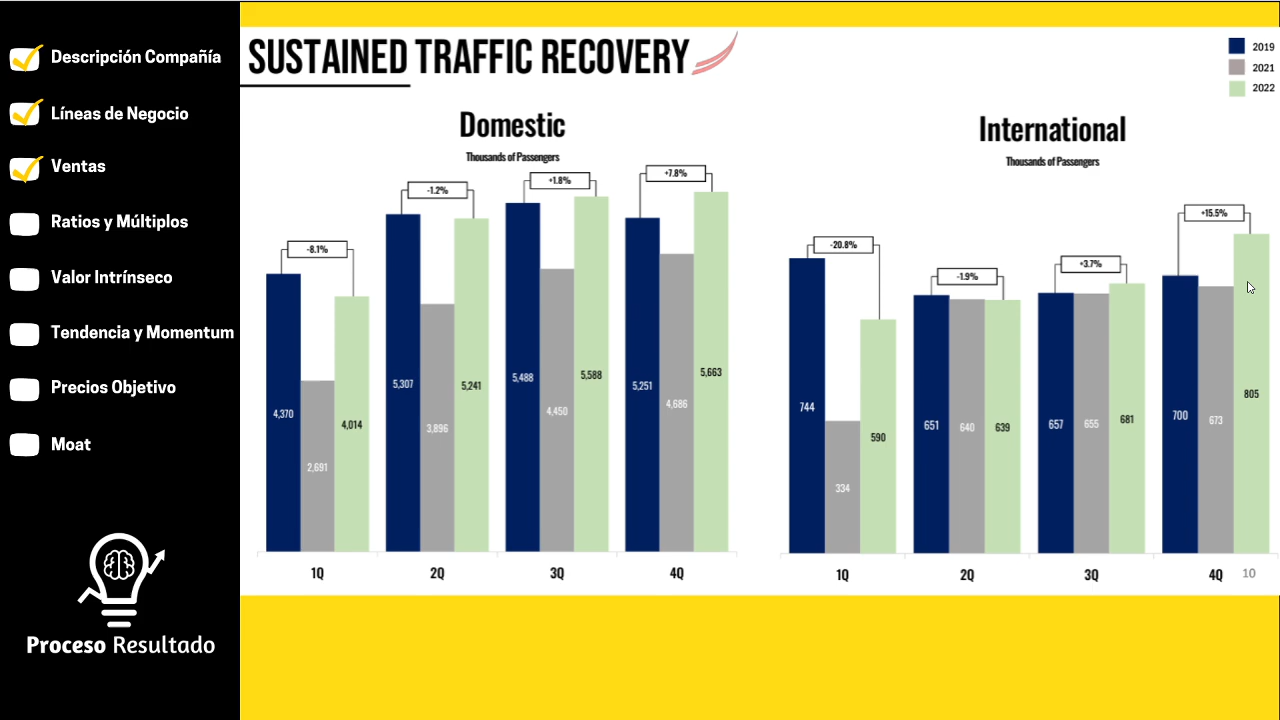 Descripción Compañía
Líneas de Negocio
Ventas
Ratios y Múltiplos
Valor Intrínseco
Tendencia y Momentum
Precios Objetivo
Moat
Proceso Resultado
SUSTAINED TRAFFIC RECOVERY
2019
2021
2022
Domestic
Thousands of Passengers
-8.1%
-1.2%
+1.8%
+7.8%
4,370
2,691
4,014
5,307
3,896
5,241
5,488
4,450
5,588
5,251
4,686
5,663
1Q
2Q
3Q
4Q
International
Thousands of Passengers
-20.8%
-1.9%
+3.7%
+15.5%
744
334
590
651
640
639
657
655
681
700
673
805
1Q
2Q
3Q
4Q
10